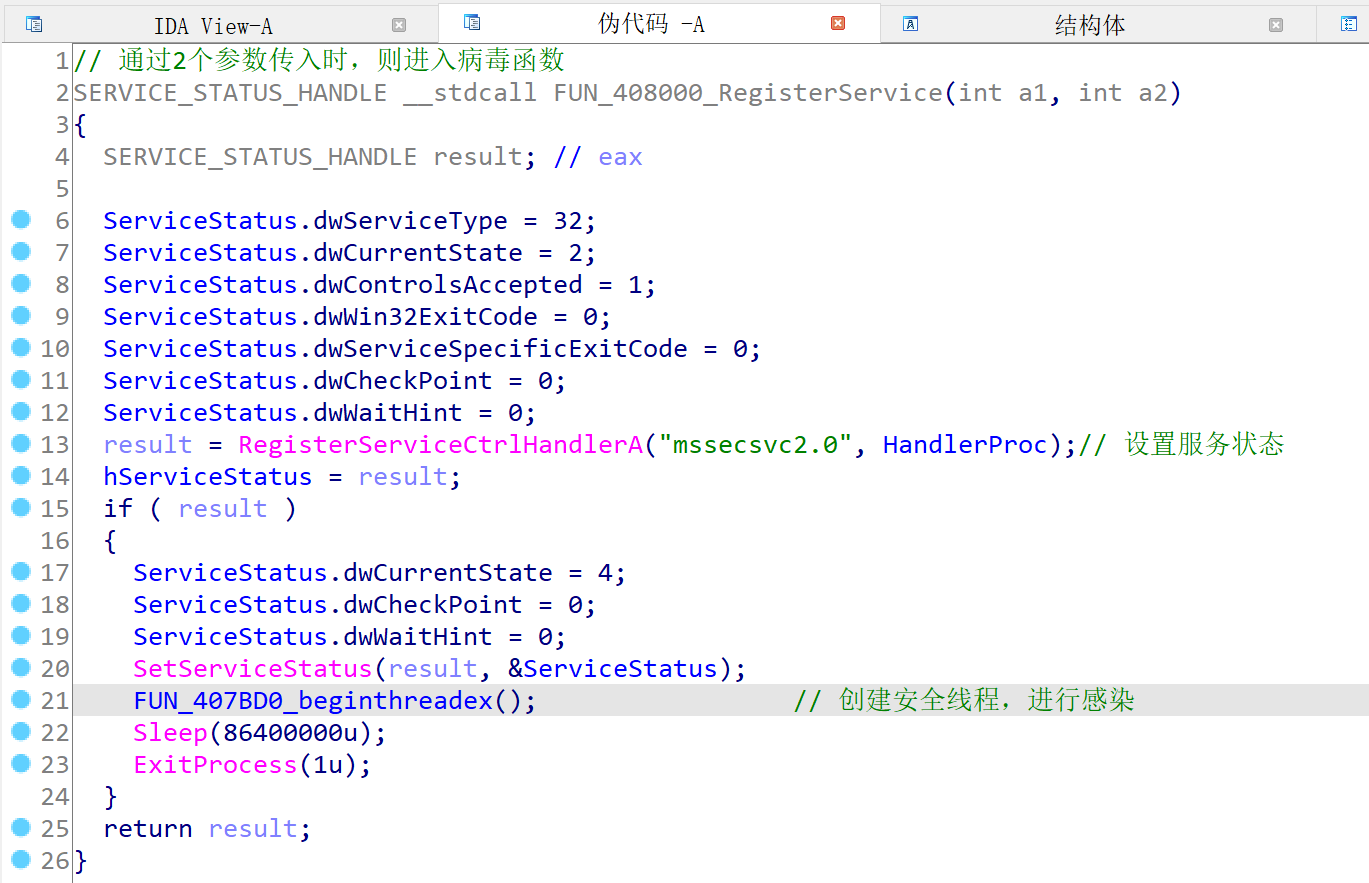 IDA View-A 伪代码 -A 结构体
1 // 通过2个参数传入时，则进入病毒函数
2 SERVICE_STATUS_HANDLE __stdcall FUN_408000_RegisterService(int a1, int a2)
3 {
4   SERVICE_STATUS_HANDLE result; // eax
5
6   ServiceStatus.dwServiceType = 32;
7   ServiceStatus.dwCurrentState = 2;
8   ServiceStatus.dwControlsAccepted = 1;
9   ServiceStatus.dwWin32ExitCode = 0;
10   ServiceStatus.dwServiceSpecificExitCode = 0;
11   ServiceStatus.dwCheckPoint = 0;
12   ServiceStatus.dwWaitHint = 0;
13   result = RegisterServiceCtrlHandlerA("mssecsvc2.0", HandlerProc);// 设置服务状态
14   hServiceStatus = result;
15   if ( result )
16   {
17     ServiceStatus.dwCurrentState = 4;
18     ServiceStatus.dwCheckPoint = 0;
19     ServiceStatus.dwWaitHint = 0;
20     SetServiceStatus(result, &ServiceStatus);
21     FUN_407BD0_beginthreadex();                 // 创建安全线程，进行感染
22     Sleep(86400000u);
23     ExitProcess(1u);
24   }
25   return result;
26 }